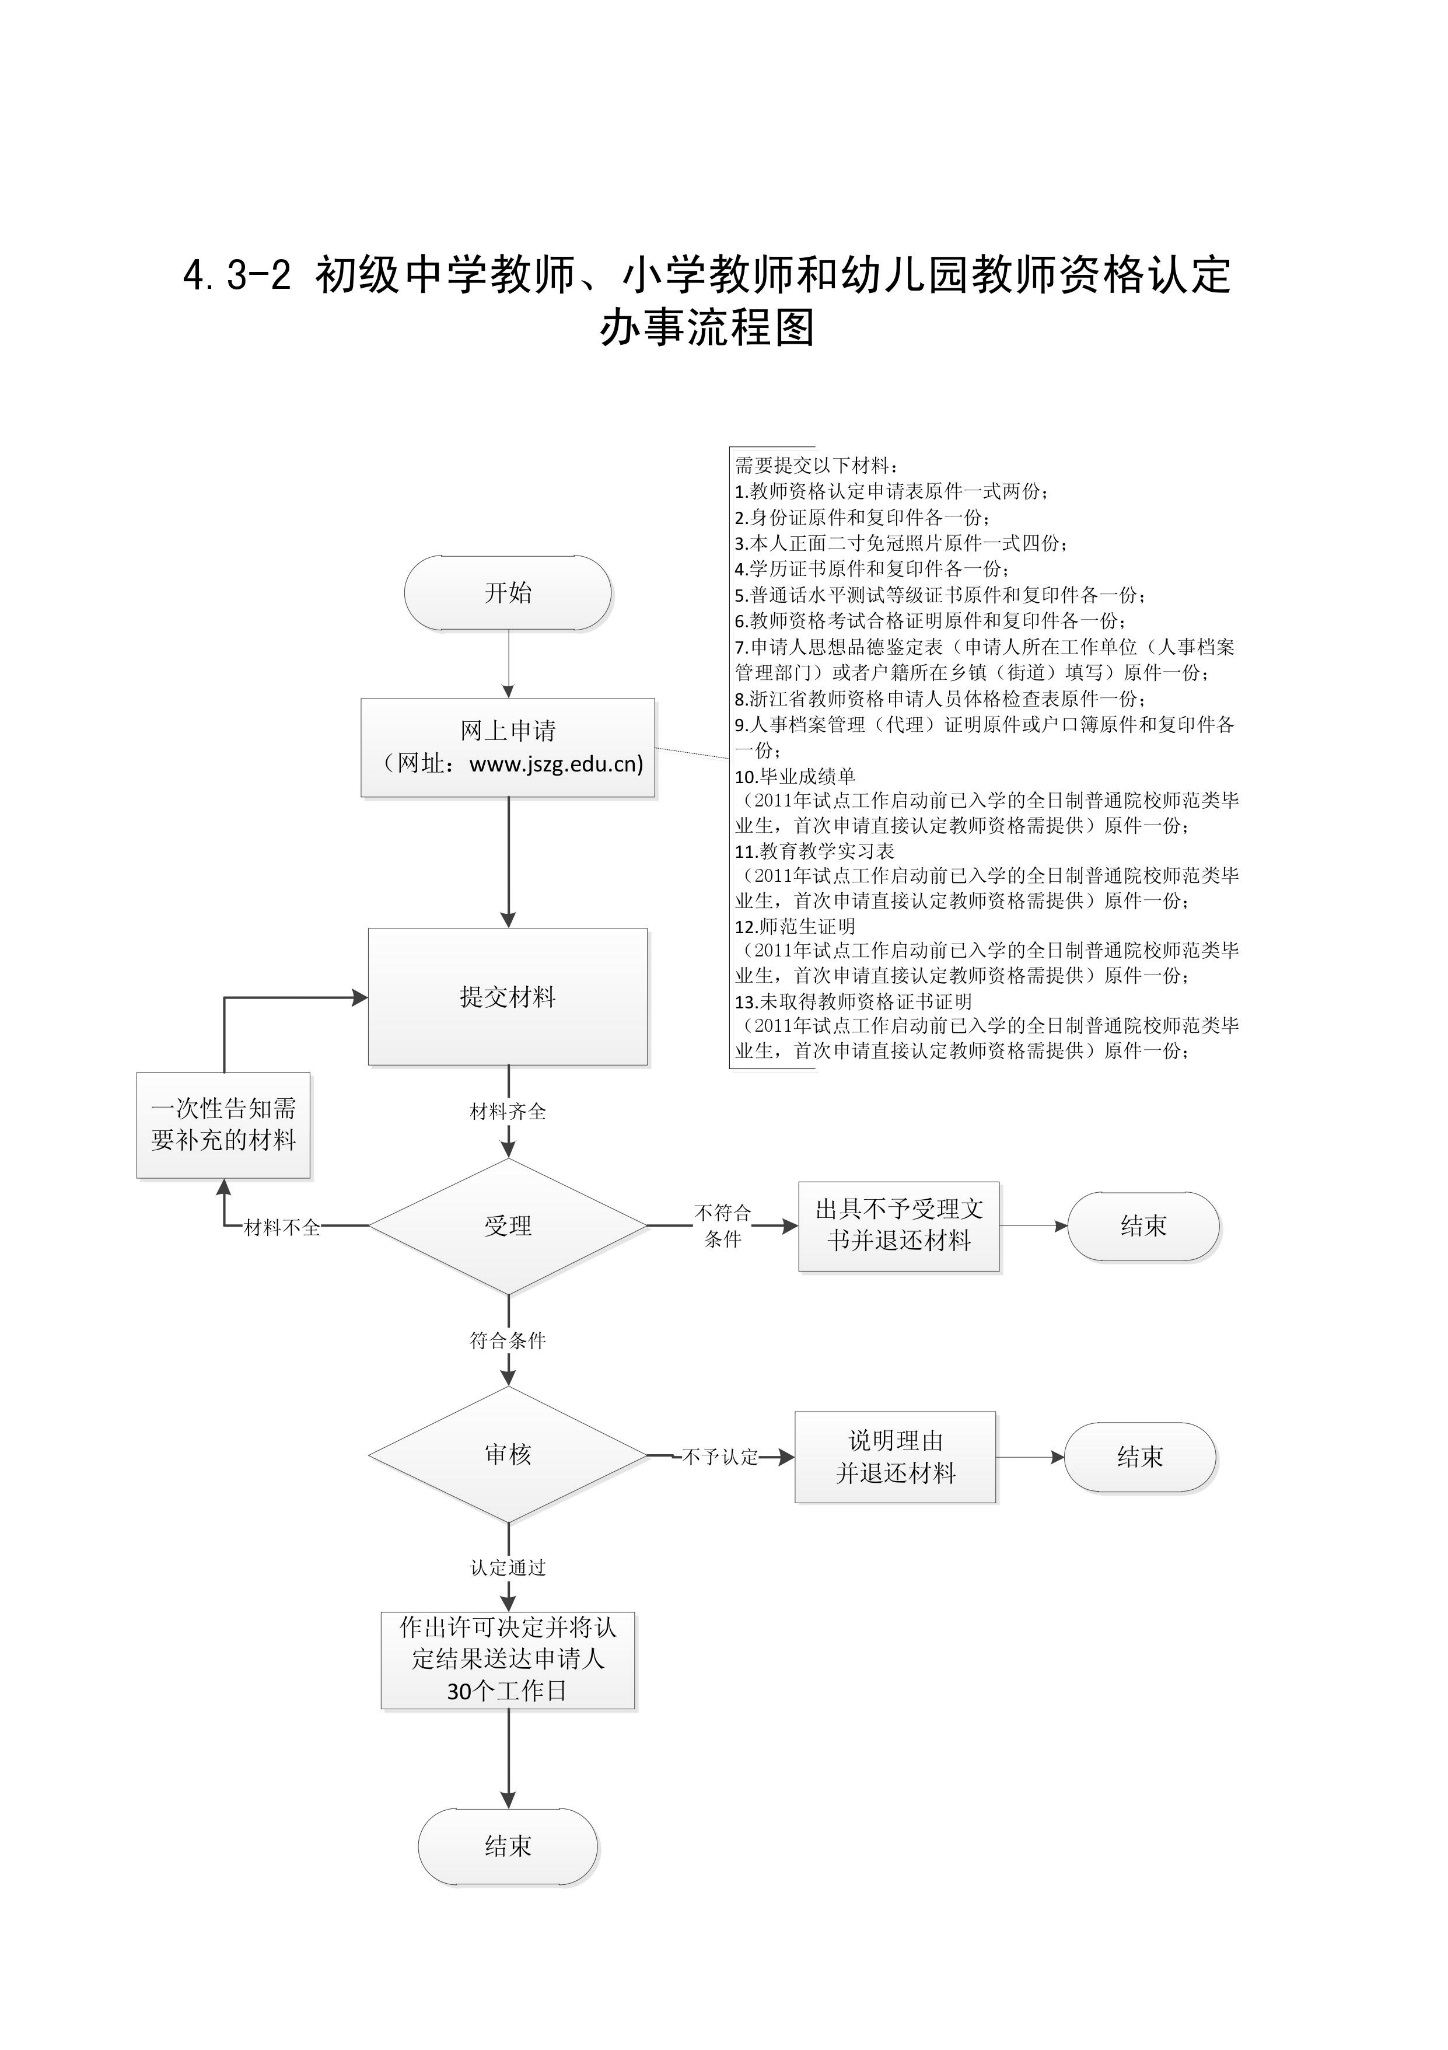 4.3-2 初级中学教师、小学教师和幼儿园教师资格认定
办事流程图
需要提交以下材料：
1.教师资格认定申请表原件一式两份；
2.身份证原件和复印件各一份；
3.本人正面二寸免冠照片原件一式四份；
4.学历证书原件和复印件各一份；
5.普通话水平测试等级证书原件和复印件各一份；
6.教师资格考试合格证明原件和复印件各一份；
7.申请人思想品德鉴定表（申请人所在工作单位（人事档案
管理部门）或者户籍所在乡镇（街道）填写）原件一份；
8.浙江省教师资格申请人员体格检查表原件一份；
9.人事档案管理（代理）证明原件或户口簿原件和复印件各
一份；
10.毕业成绩单
（2011年试点工作启动前已入学的全日制普通院校师范类毕
业生，首次申请直接认定教师资格需提供）原件一份；
11.教育教学实习表
（2011年试点工作启动前已入学的全日制普通院校师范类毕
业生，首次申请直接认定教师资格需提供）原件一份；
12.师范生证明
（2011年试点工作启动前已入学的全日制普通院校师范类毕
业生，首次申请直接认定教师资格需提供）原件一份；
13.未取得教师资格证书证明
（2011年试点工作启动前已入学的全日制普通院校师范类毕
业生，首次申请直接认定教师资格需提供）原件一份；
开始
网上申请
（网址：www.jszg.edu.cn)
提交材料
一次性告知需
要补充的材料
材料齐全
材料不全
受理
不符合
条件
出具不予受理文
书并退还材料
结束
符合条件
审核
不予认定
说明理由
并退还材料
结束
认定通过
作出许可决定并将认
定结果送达申请人
30个工作日
结束